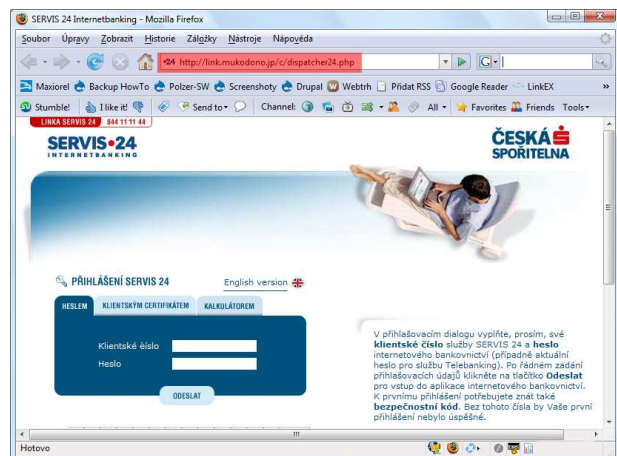 SERVIS 24 Internetbanking - Mozilla Firefox
Soubor Úpravy Zobrazit Historie Záložky Nástroje Nápověda
24 http://link.mukodono.jp/c/dispatcher24.php G
Maxiorel Backup HowTo Polzer-SW Screenshoty Drupal Webtrh Přidat RSS Google Reader LinkEX »
Stumble! I like it! Send to Channel: All Favorites Friends Tools
LINKA SERVIS 24 844 11 11 44
SERVIS 24
INTERNETBANKING
ČESKÁ
SPOŘITELNA
PŘIHLÁŠENÍ SERVIS 24 English version
HESLEM KLIENTSKÝM CERTIFIKÁTEM KALKULÁTOREM
Klientské èíslo
Heslo
ODESLAT
V přihlašovacím dialogu vyplňte, prosím, své
klientské číslo služby SERVIS 24 a heslo
internetového bankovnictví (případně aktuální
heslo pro službu Telebanking). Po řádném zadání
přihlašovacích údajů klikněte na tlačítko Odeslat
pro vstup do aplikace internetového bankovnictví.
K prvnímu přihlášení potřebujete znát také
bezpečnostní kód. Bez tohoto čísla by Vaše první
přihlášení nebylo úspěšné.
Hotovo